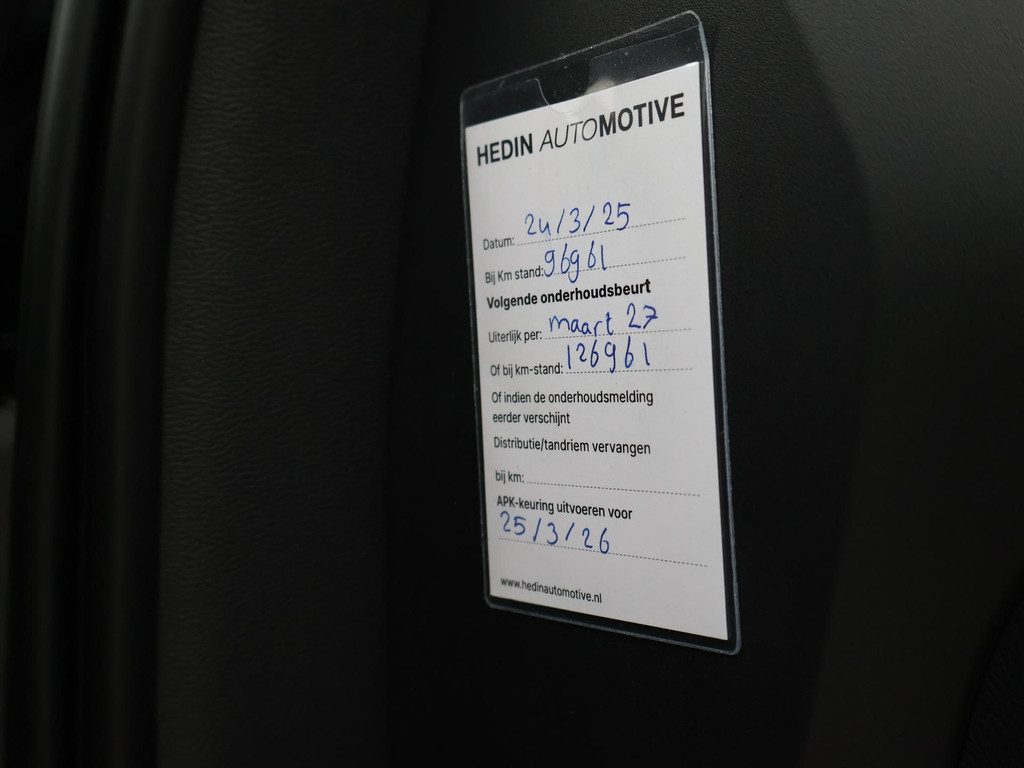 HEDIN AUTOMOTIVE
Datum: 24/3/25
Bij Km stand: 96961
Volgende onderhoudsbeurt
Uiterlijk per: maart 27
Of bij km-stand: 126961
Of indien de onderhoudsmelding
eerder verschijnt
Distributie/tandriem vervangen
bij km:
APK-keuring uitvoeren voor
25/3/26
www.hedinautomotive.nl